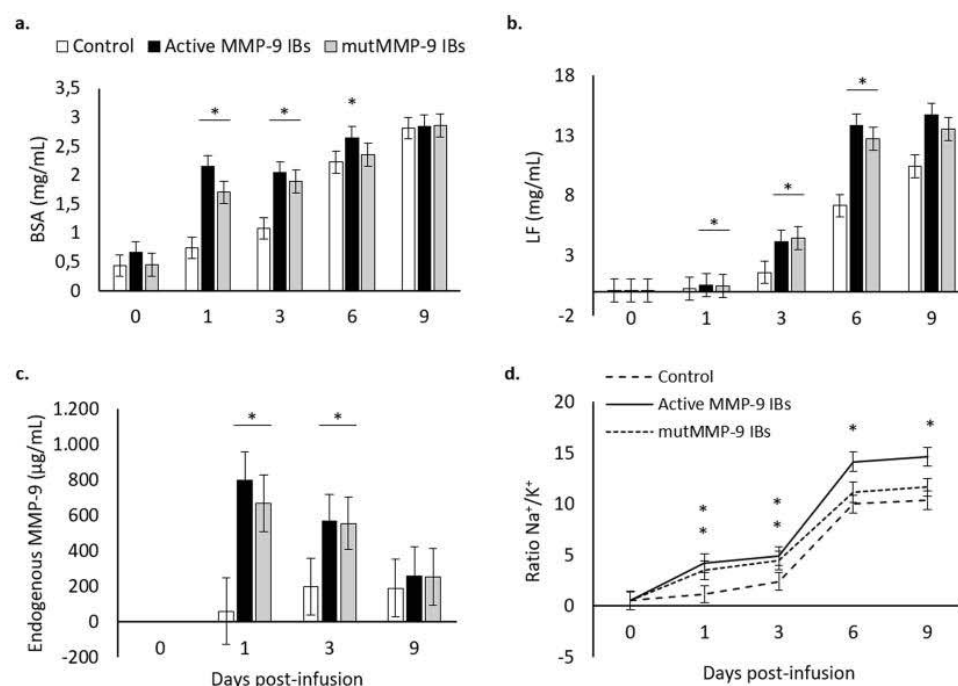 a.
Control Active MMP-9 IBs mutMMP-9 IBs
3,5
3
2,5
2
1,5
1
0,5
0
BSA (mg/mL)
* * *
0 1 3 6 9
b.
18
13
8
3
-2
LF (mg/mL)
* * *
0 1 3 6 9
c.
1.200
1.000
800
600
400
200
0
-200
Endogenous MMP-9 (µg/mL)
* *
0 1 3 9
Days post-infusion
d.
Control
Active MMP-9 IBs
mutMMP-9 IBs
20
15
10
5
0
-5
Ratio Na⁺/K⁺
* * * *
* *
0 1 3 6 9
Days post-infusion